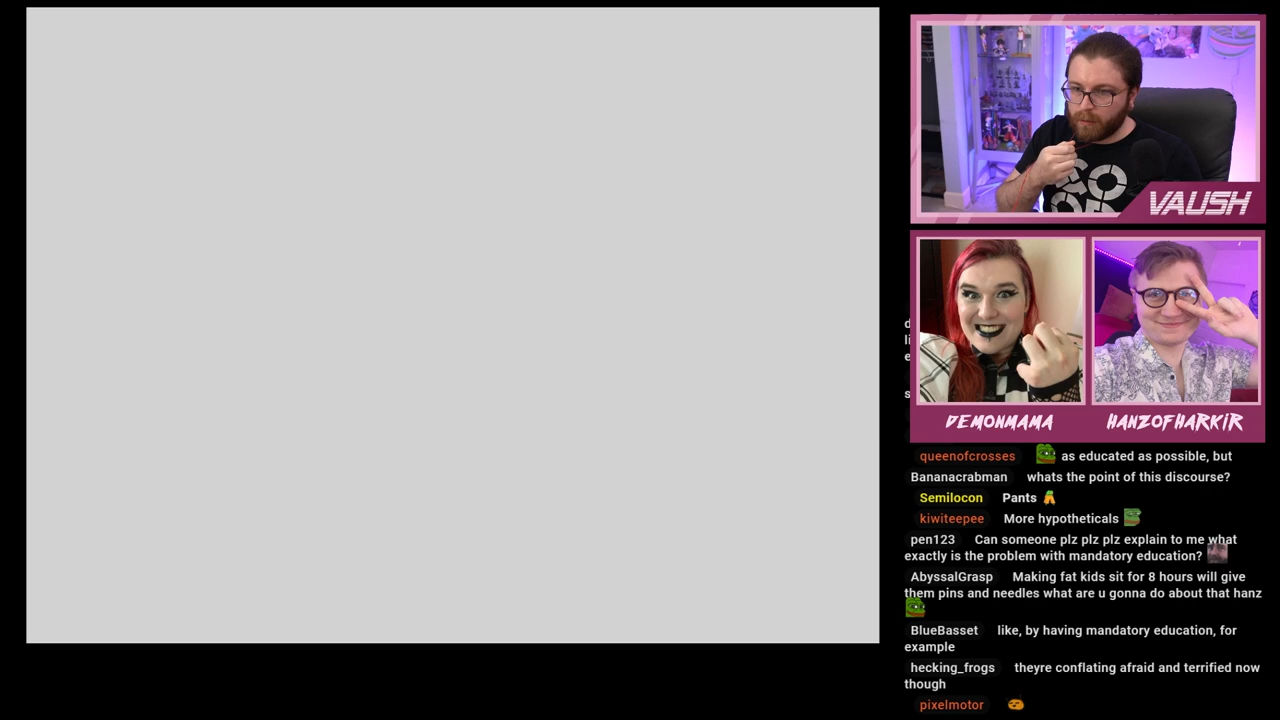 VAUSH
DEMONMAMA
HANZOFHARKIR
queenofcrosses as educated as possible, but
Bananacrabman whats the point of this discourse?
Semilocon Pants
kiwiteepee More hypotheticals
pen123 Can someone plz plz plz explain to me what
exactly is the problem with mandatory education?
AbyssalGrasp Making fat kids sit for 8 hours will give
them pins and needles what are u gonna do about that hanz
BlueBasset like, by having mandatory education, for
example
hecking_frogs theyre conflating afraid and terrified now
though
pixelmotor